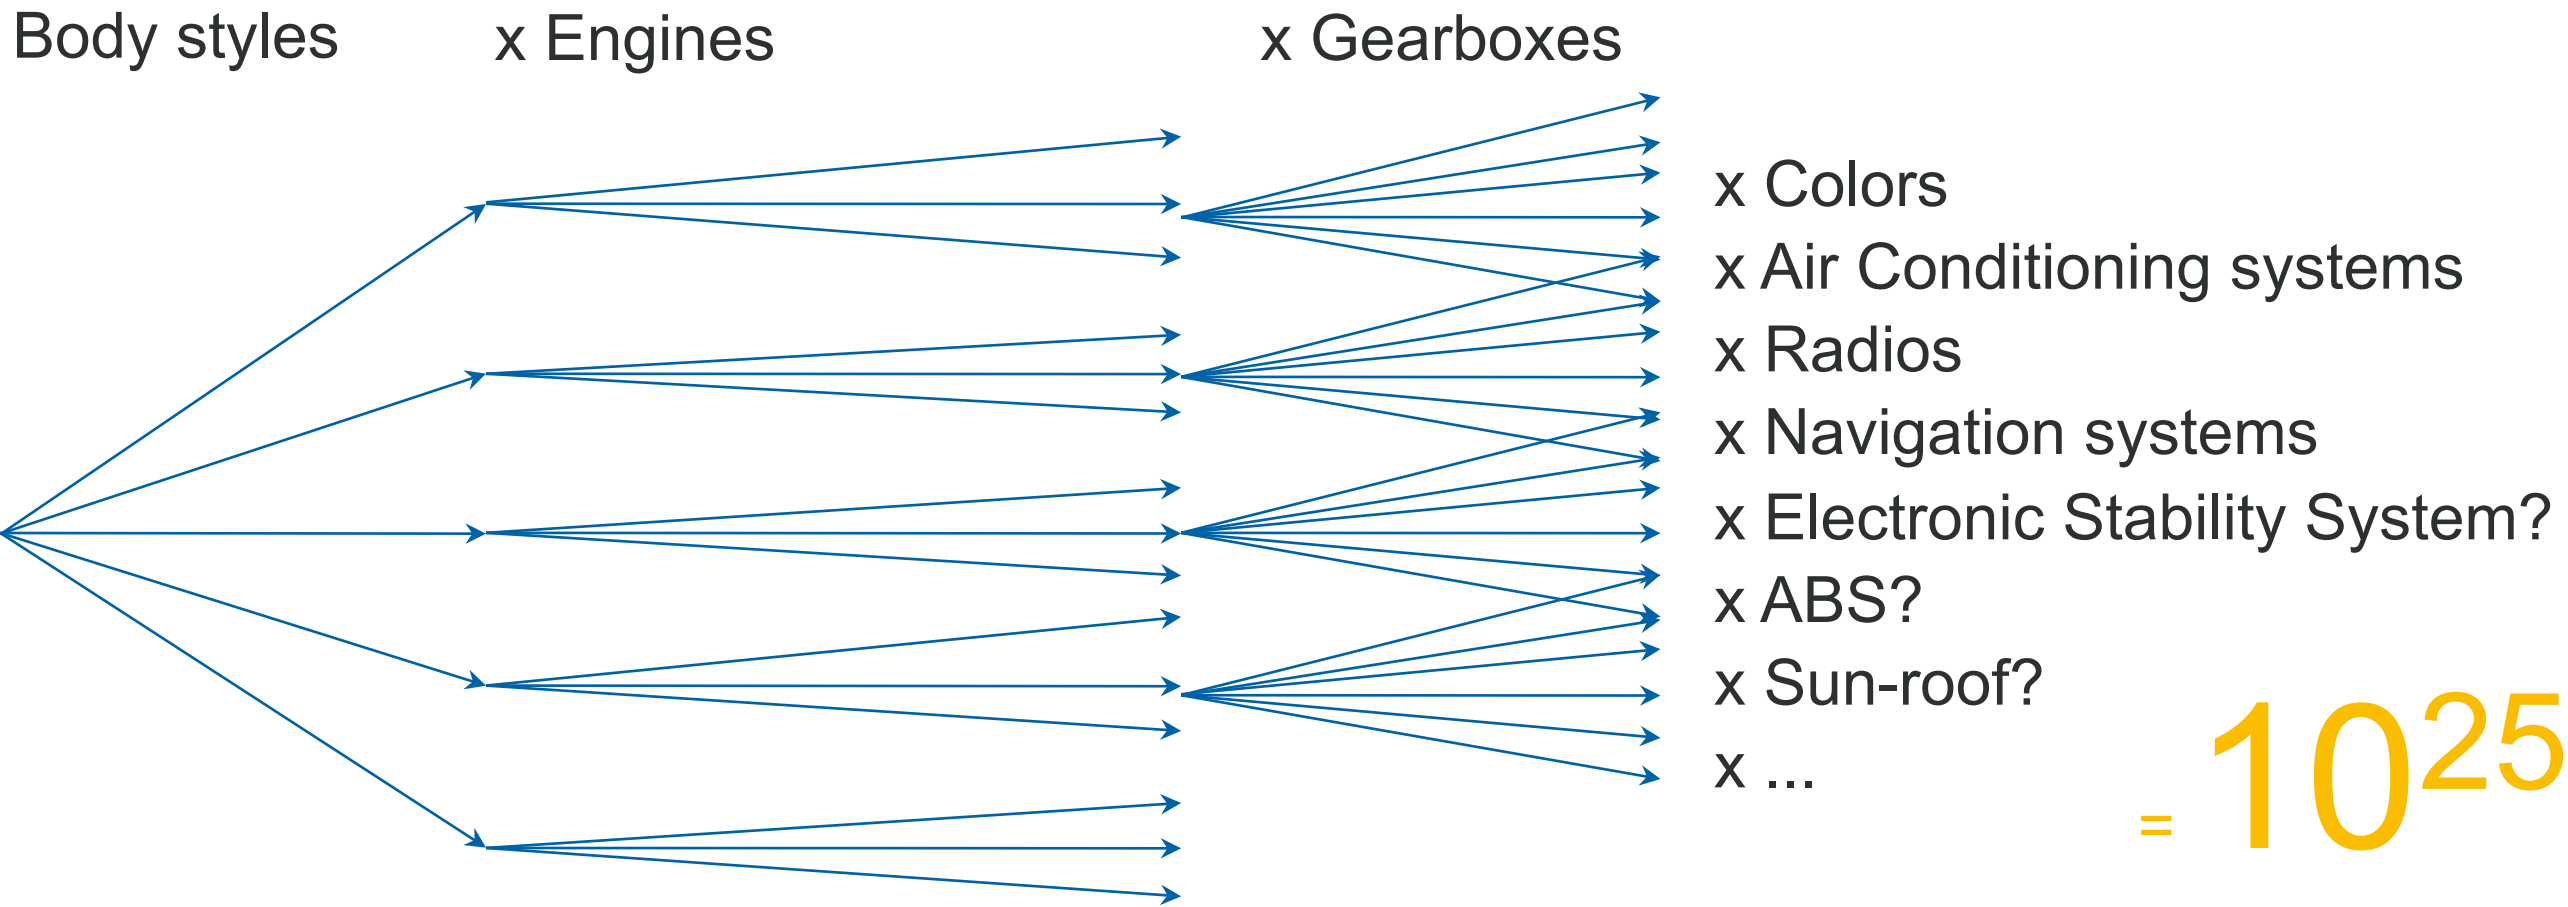 Body styles
x Engines
x Gearboxes
x Colors
x Air Conditioning systems
x Radios
x Navigation systems
x Electronic Stability System?
x ABS?
x Sun-roof?
x ...
= 10²⁵